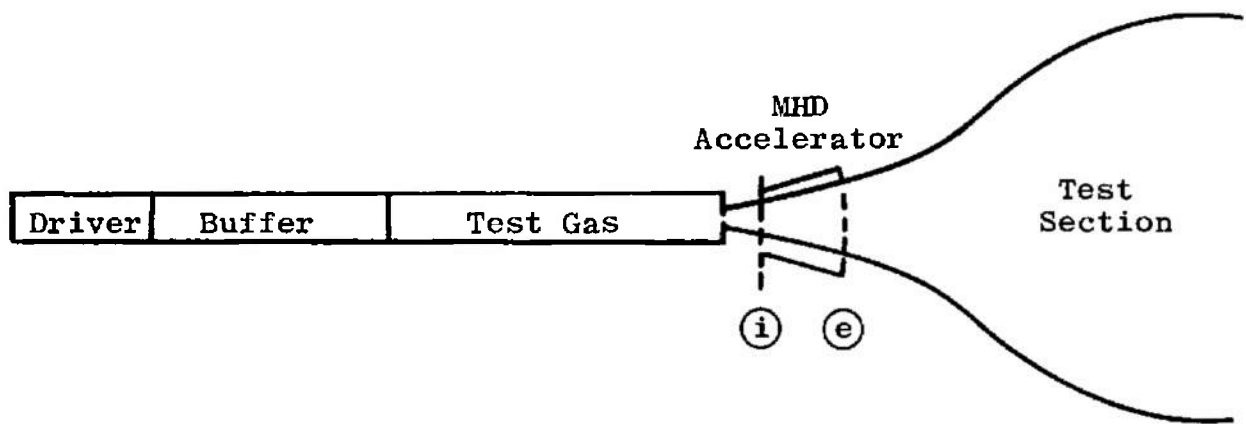 MHD
Accelerator
Driver
Buffer
Test Gas
Test
Section
i
e